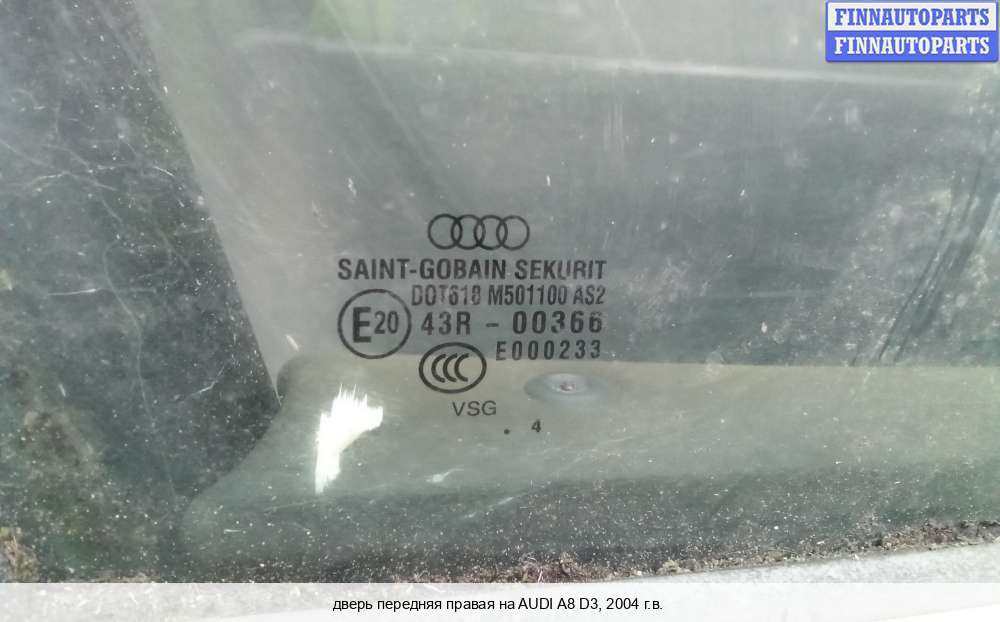 FINNAUTOPARTS
FINNAUTOPARTS
SAINT-GOBAIN SEKURIT
DOT618 M501100 AS2
E20 43R - 00366
E000233
CCC
VSG
. 4
дверь передняя правая на AUDI A8 D3, 2004 г.в.